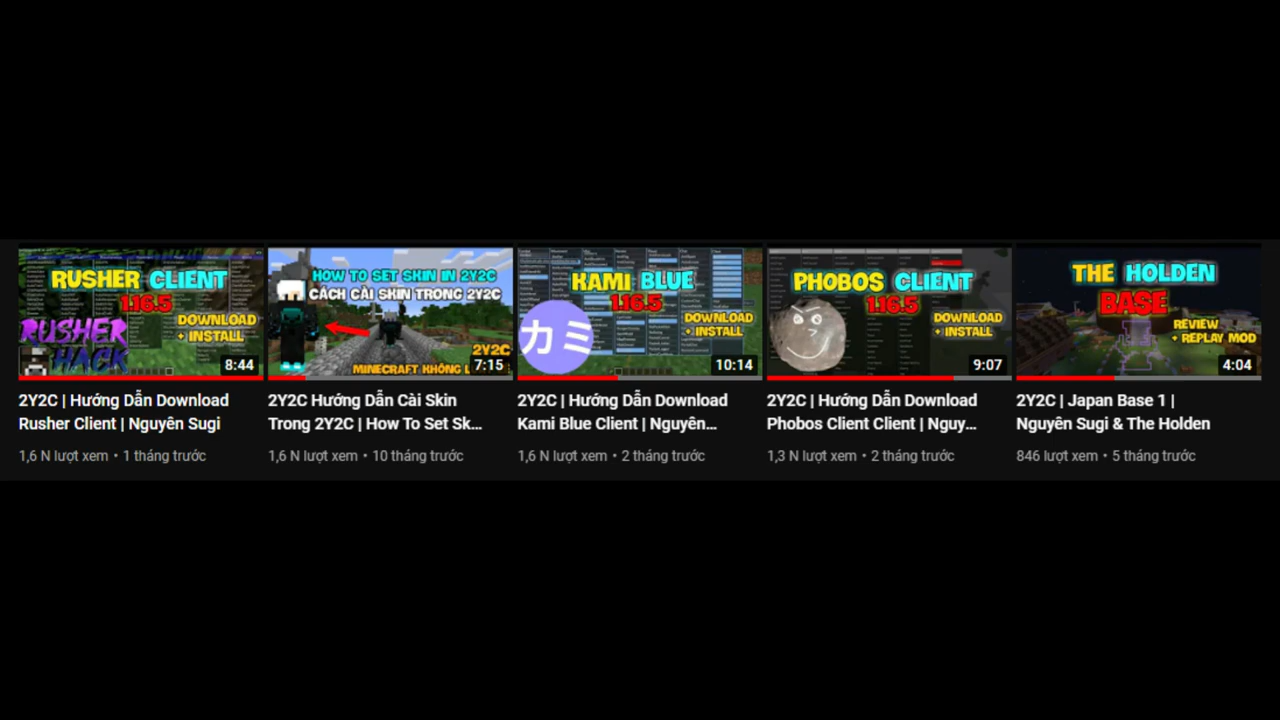 RUSHER CLIENT
1.16.5
DOWNLOAD
+ INSTALL
RUSHER
HACK
8:44
2Y2C | Hướng Dẫn Download
Rusher Client | Nguyên Sugi
1,6 N lượt xem • 1 tháng trước
HOW TO SET SKIN IN 2Y2C
CÁCH CÀI SKIN TRONG 2Y2C
2Y2C
MINECRAFT KHÔNG L
7:15
2Y2C Hướng Dẫn Cài Skin
Trong 2Y2C | How To Set Sk...
1,6 N lượt xem • 10 tháng trước
KAMI BLUE
1.16.5
カミ
DOWNLOAD
+ INSTALL
10:14
2Y2C | Hướng Dẫn Download
Kami Blue Client | Nguyên...
1,6 N lượt xem • 2 tháng trước
PHOBOS CLIENT
1.16.5
DOWNLOAD
+ INSTALL
9:07
2Y2C | Hướng Dẫn Download
Phobos Client Client | Nguy...
1,3 N lượt xem • 2 tháng trước
THE HOLDEN
BASE
REVIEW
+ REPLAY MOD
4:04
2Y2C | Japan Base 1 |
Nguyên Sugi & The Holden
846 lượt xem • 5 tháng trước